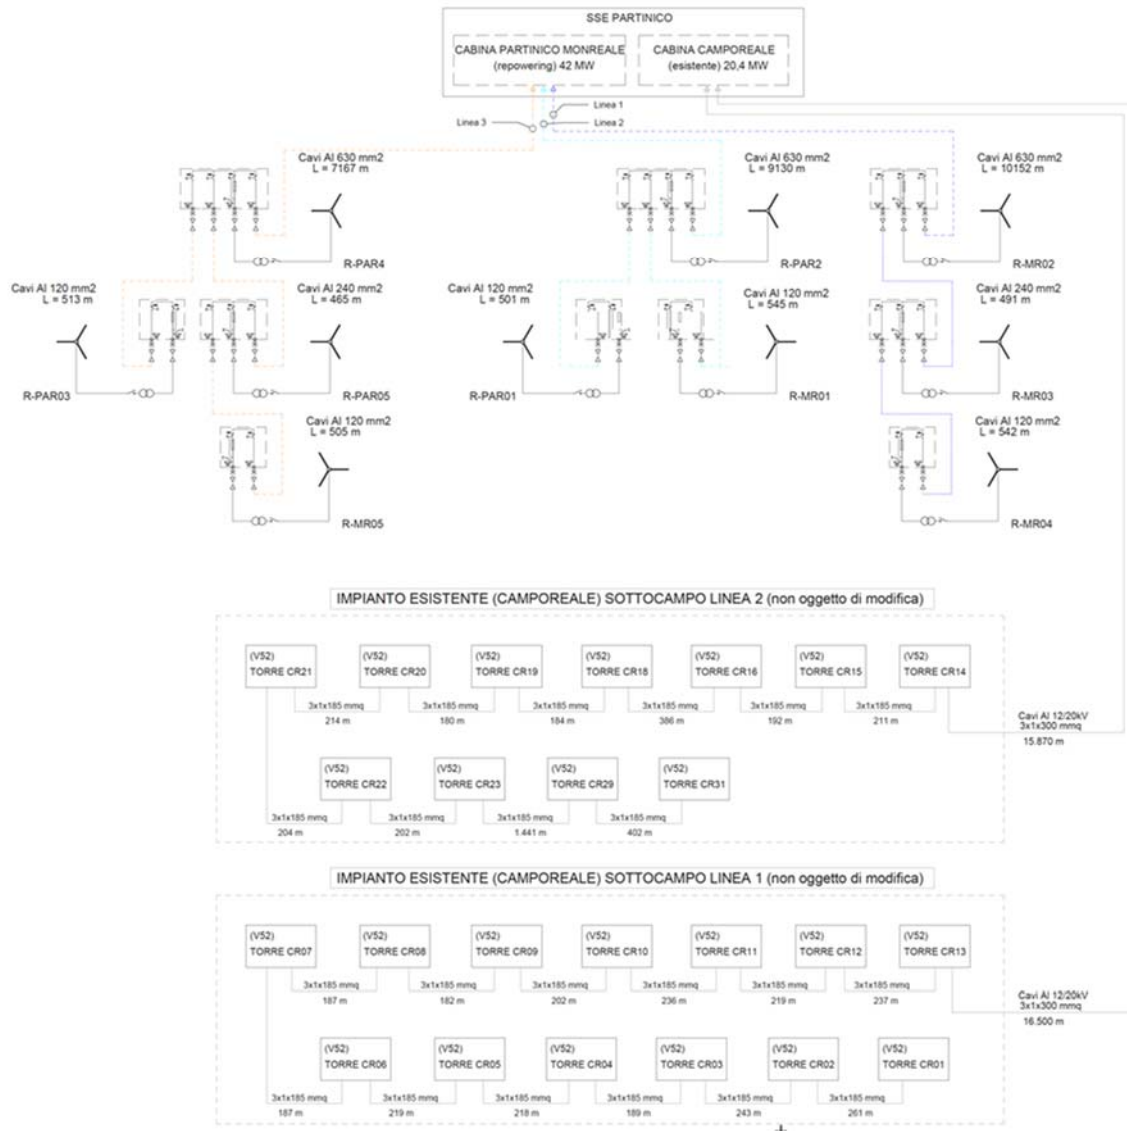 SSE PARTINICO
CABINA PARTINICO MONREALE
(repowering) 42 MW
CABINA CAMPOREALE
(esistente) 20,4 MW
Linea 1
Linea 3
Linea 2
Cavi Al 630 mm2
L = 7167 m
Cavi Al 630 mm2
L = 9130 m
Cavi Al 630 mm2
L = 10152 m
R-PAR4
R-PAR2
R-MR02
Cavi Al 120 mm2
L = 513 m
Cavi Al 240 mm2
L = 465 m
Cavi Al 120 mm2
L = 501 m
Cavi Al 120 mm2
L = 545 m
Cavi Al 240 mm2
L = 491 m
R-PAR03
R-PAR05
R-PAR01
R-MR01
R-MR03
Cavi Al 120 mm2
L = 505 m
Cavi Al 120 mm2
L = 542 m
R-MR05
R-MR04
IMPIANTO ESISTENTE (CAMPOREALE) SOTTOCAMPO LINEA 2 (non oggetto di modifica)
(V52)
TORRE CR21
(V52)
TORRE CR20
(V52)
TORRE CR19
(V52)
TORRE CR18
(V52)
TORRE CR16
(V52)
TORRE CR15
(V52)
TORRE CR14
3x1x185 mmq
214 m
3x1x185 mmq
180 m
3x1x185 mmq
184 m
3x1x185 mmq
386 m
3x1x185 mmq
192 m
3x1x185 mmq
211 m
Cavi Al 12/20kV
3x1x300 mmq
15.870 m
(V52)
TORRE CR22
(V52)
TORRE CR23
(V52)
TORRE CR29
(V52)
TORRE CR31
3x1x185 mmq
204 m
3x1x185 mmq
202 m
3x1x185 mmq
1.441 m
3x1x185 mmq
402 m
IMPIANTO ESISTENTE (CAMPOREALE) SOTTOCAMPO LINEA 1 (non oggetto di modifica)
(V52)
TORRE CR07
(V52)
TORRE CR08
(V52)
TORRE CR09
(V52)
TORRE CR10
(V52)
TORRE CR11
(V52)
TORRE CR12
(V52)
TORRE CR13
3x1x185 mmq
187 m
3x1x185 mmq
182 m
3x1x185 mmq
202 m
3x1x185 mmq
236 m
3x1x185 mmq
219 m
3x1x185 mmq
237 m
Cavi Al 12/20kV
3x1x300 mmq
16.500 m
(V52)
TORRE CR06
(V52)
TORRE CR05
(V52)
TORRE CR04
(V52)
TORRE CR03
(V52)
TORRE CR02
(V52)
TORRE CR01
3x1x185 mmq
187 m
3x1x185 mmq
219 m
3x1x185 mmq
218 m
3x1x185 mmq
189 m
3x1x185 mmq
243 m
3x1x185 mmq
261 m